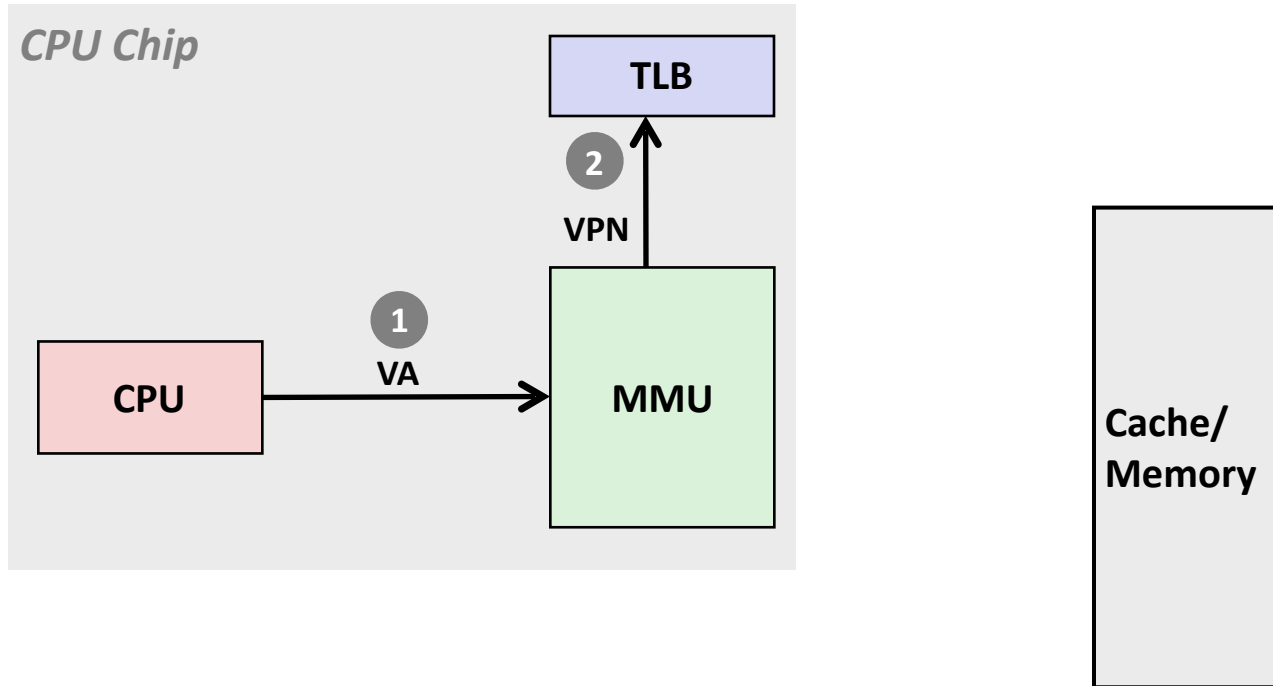 CPU Chip
TLB
2
VPN
1
VA
CPU
MMU
Cache/
Memory